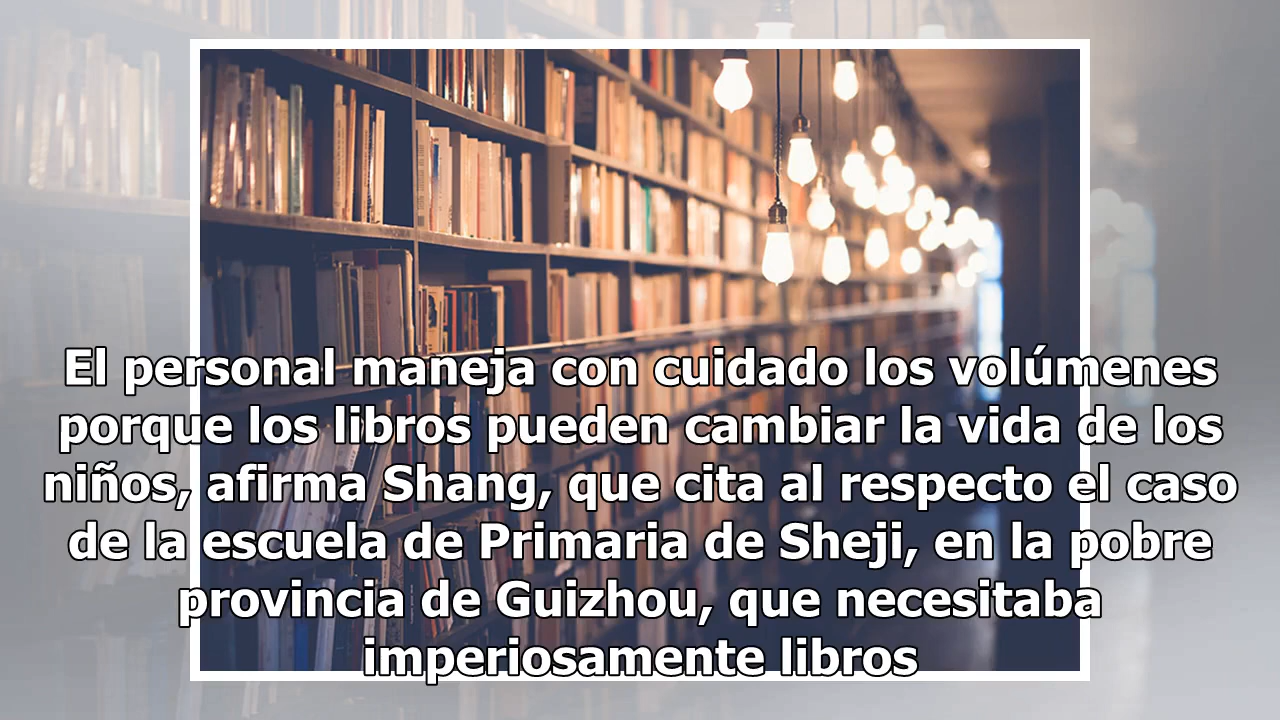 El personal maneja con cuidado los volúmenes
porque los libros pueden cambiar la vida de los
niños, afirma Shang, que cita al respecto el caso
de la escuela de Primaria de Sheji, en la pobre
provincia de Guizhou, que necesitaba
imperiosamente libros